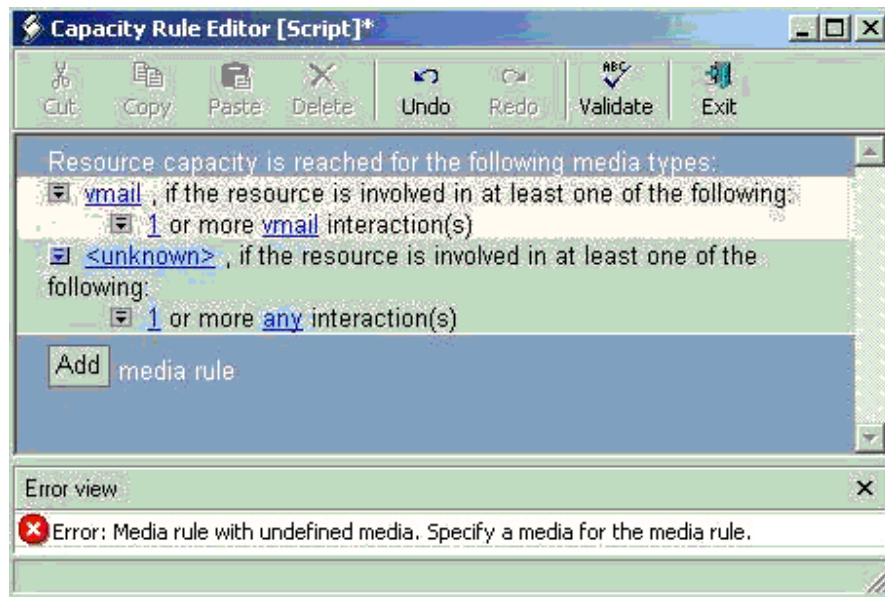 Capacity Rule Editor [Script]*
Cut Copy Paste Delete Undo Redo ABC Validate Exit
Resource capacity is reached for the following media types:
vmail , if the resource is involved in at least one of the following:
1 or more vmail interaction(s)
<unknown> , if the resource is involved in at least one of the
following:
1 or more any interaction(s)
Add media rule
Error view
Error: Media rule with undefined media. Specify a media for the media rule.